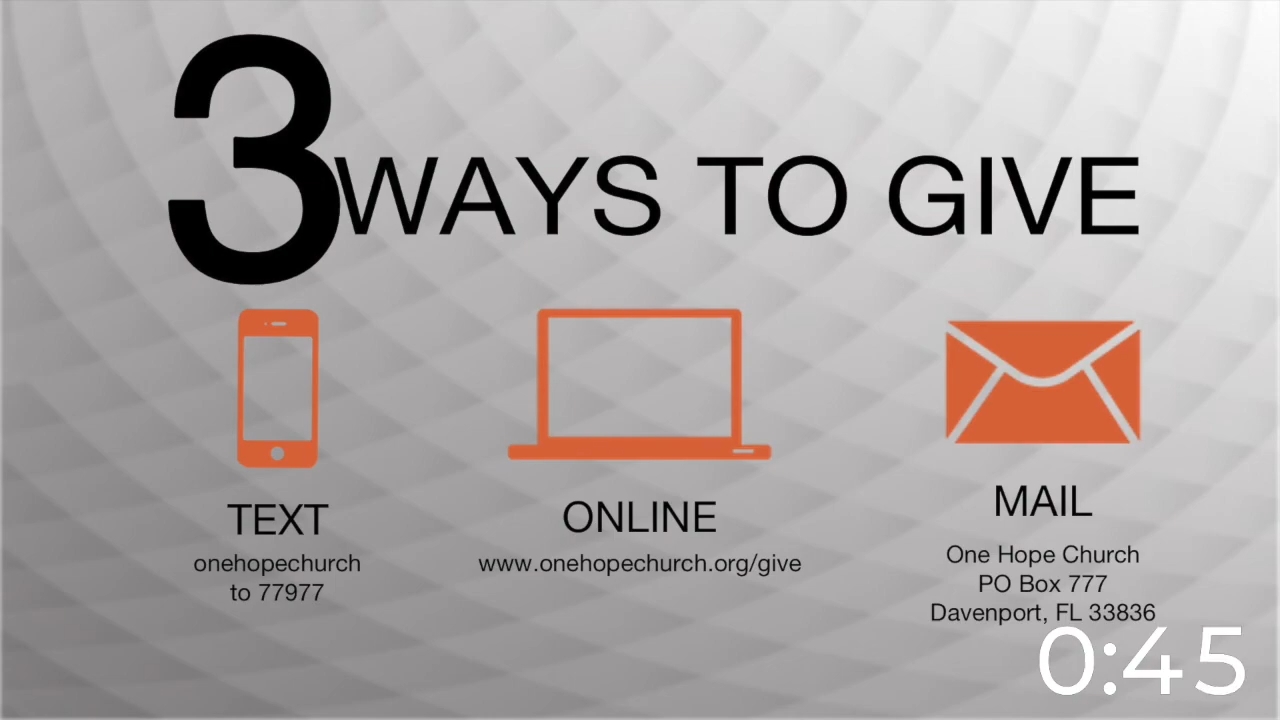 3 WAYS TO GIVE
TEXT
onehopechurch
to 77977
ONLINE
www.onehopechurch.org/give
MAIL
One Hope Church
PO Box 777
Davenport, FL 33836
0:45